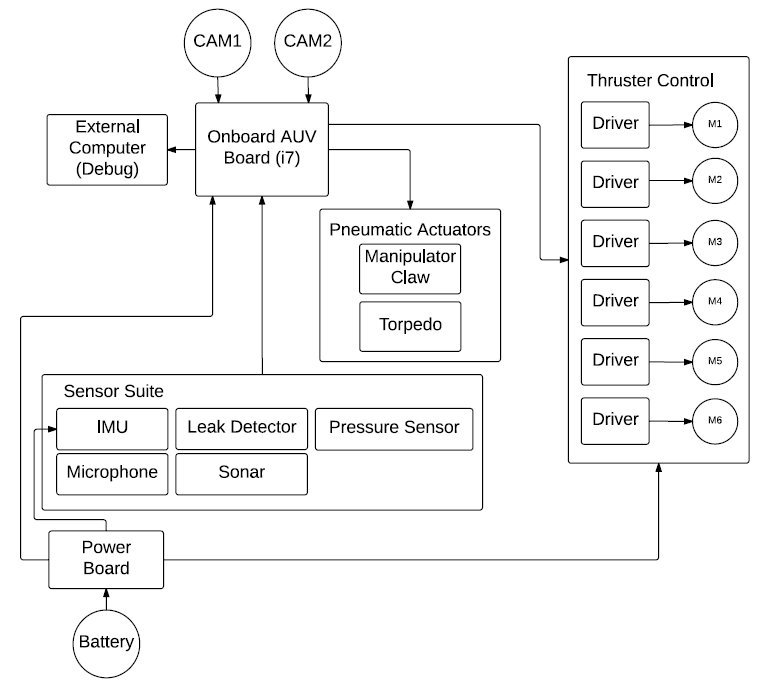 CAM1
CAM2
External
Computer
(Debug)
Onboard AUV
Board (i7)
Thruster Control
Driver
M1
Driver
M2
Driver
M3
Driver
M4
Driver
M5
Driver
M6
Pneumatic Actuators
Manipulator
Claw
Torpedo
Sensor Suite
IMU
Leak Detector
Pressure Sensor
Microphone
Sonar
Power
Board
Battery